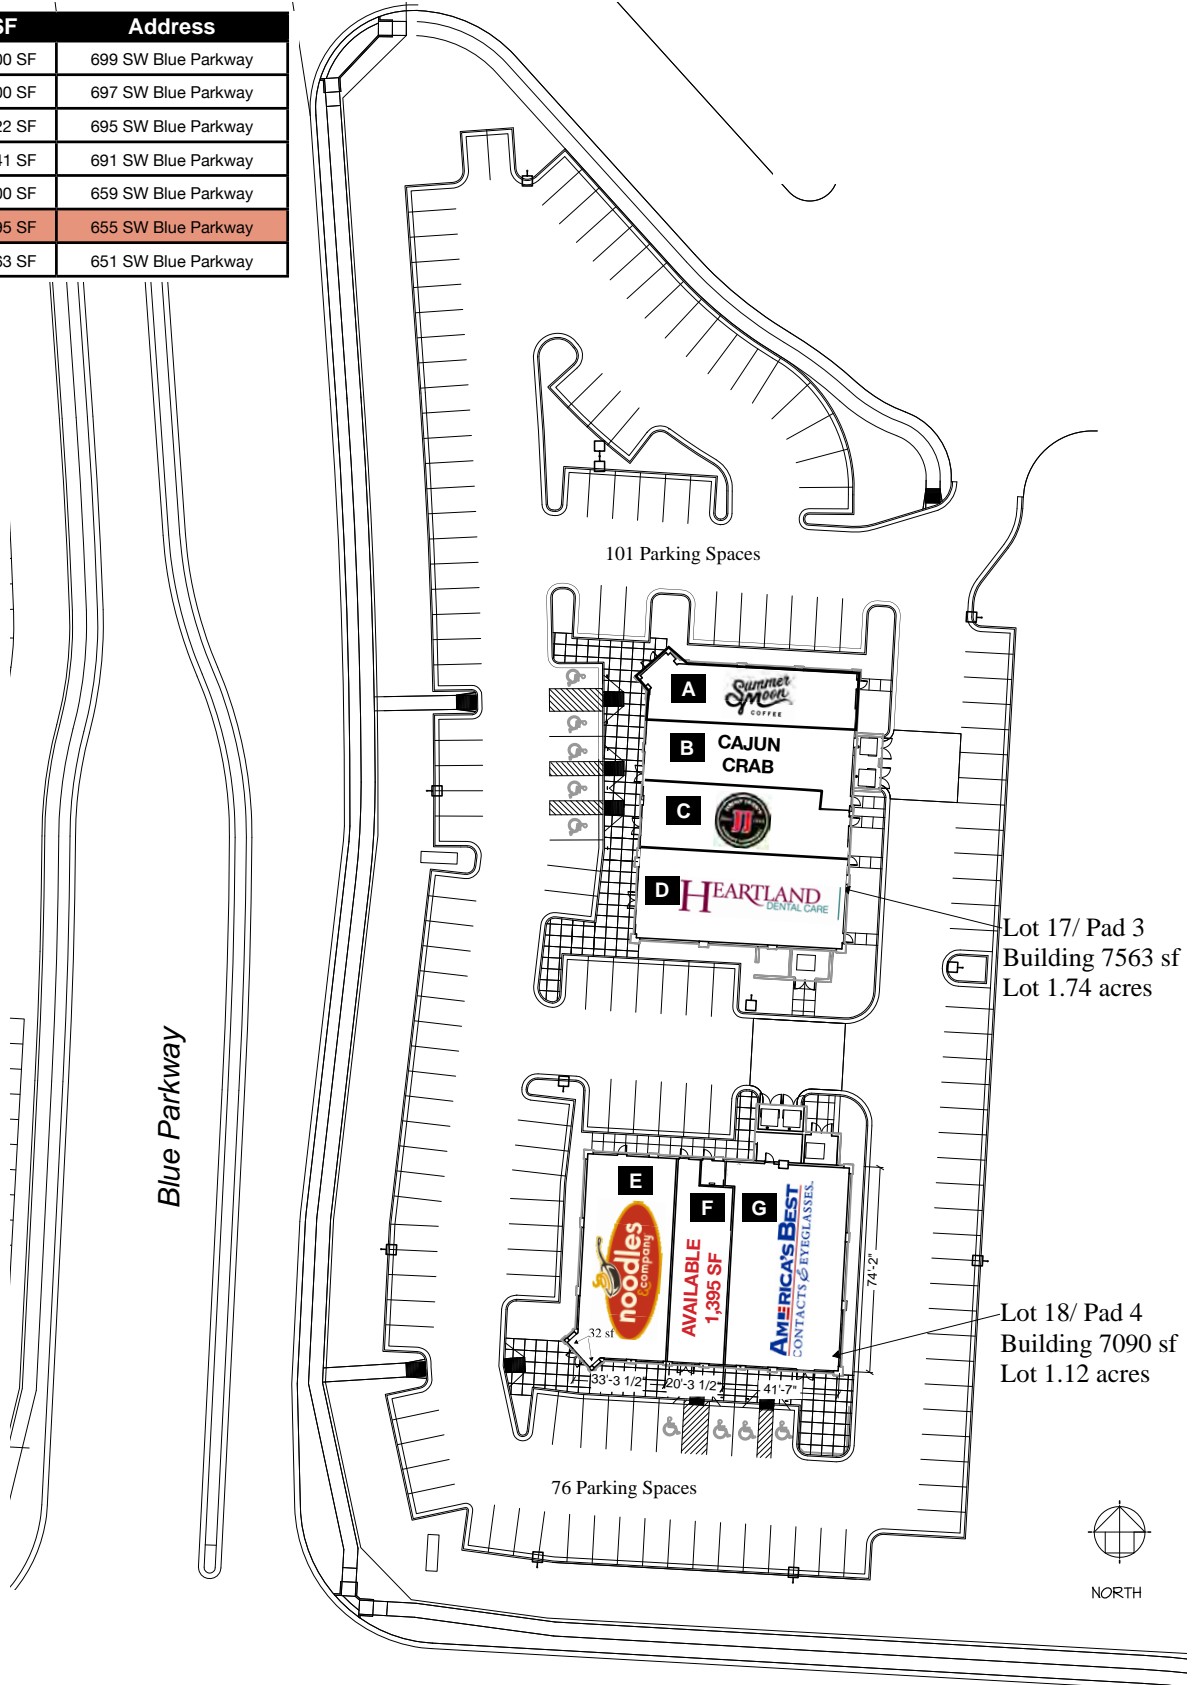 SF Address
00 SF 699 SW Blue Parkway
00 SF 697 SW Blue Parkway
22 SF 695 SW Blue Parkway
41 SF 691 SW Blue Parkway
00 SF 659 SW Blue Parkway
95 SF 655 SW Blue Parkway
63 SF 651 SW Blue Parkway
101 Parking Spaces
A
Summer
Moon
COFFEE
B
CAJUN
CRAB
C
JJ
D
HEARTLAND
DENTAL CARE
Lot 17/ Pad 3
Building 7563 sf
Lot 1.74 acres
Blue Parkway
E
noodles
&company
F
AVAILABLE
1,395 SF
G
AMERICA'S BEST
CONTACTS & EYEGLASSES.
74'-2"
32 sf
33'-3 1/2"
20'-3 1/2"
41'-7"
Lot 18/ Pad 4
Building 7090 sf
Lot 1.12 acres
76 Parking Spaces
NORTH